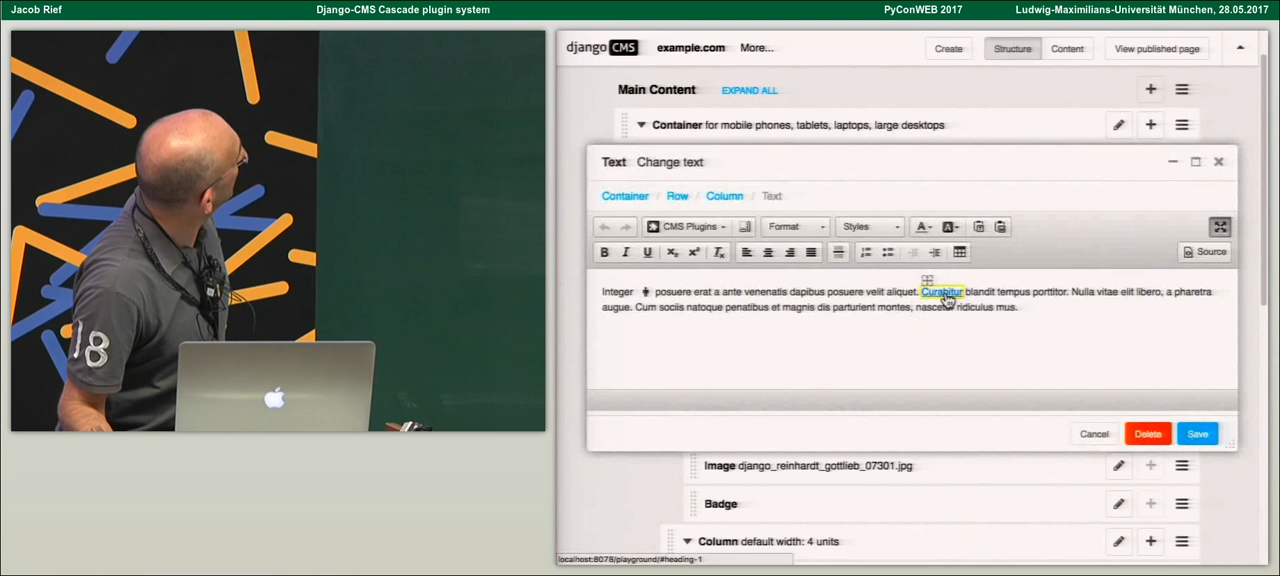 Jacob Rief Django-CMS Cascade plugin system PyConWEB 2017 Ludwig-Maximilians-Universität München, 28.05.2017
django CMS example.com More... Create Structure Content View published page
Main Content EXPAND ALL
Container for mobile phones, tablets, laptops, large desktops
Text Change text
Container / Row / Column / Text
CMS Plugins Format Styles A A
B I U X₂ X² Tx Source
Integer posuere erat a ante venenatis dapibus posuere velit aliquet. Curabitur blandit tempus porttitor. Nulla vitae elit libero, a pharetra
augue. Cum sociis natoque penatibus et magnis dis parturient montes, nascetur ridiculus mus.
Cancel Delete Save
Image django_reinhardt_gottlieb_07301.jpg
Badge
Column default width: 4 units
localhost:8078/playground/#heading-1
18